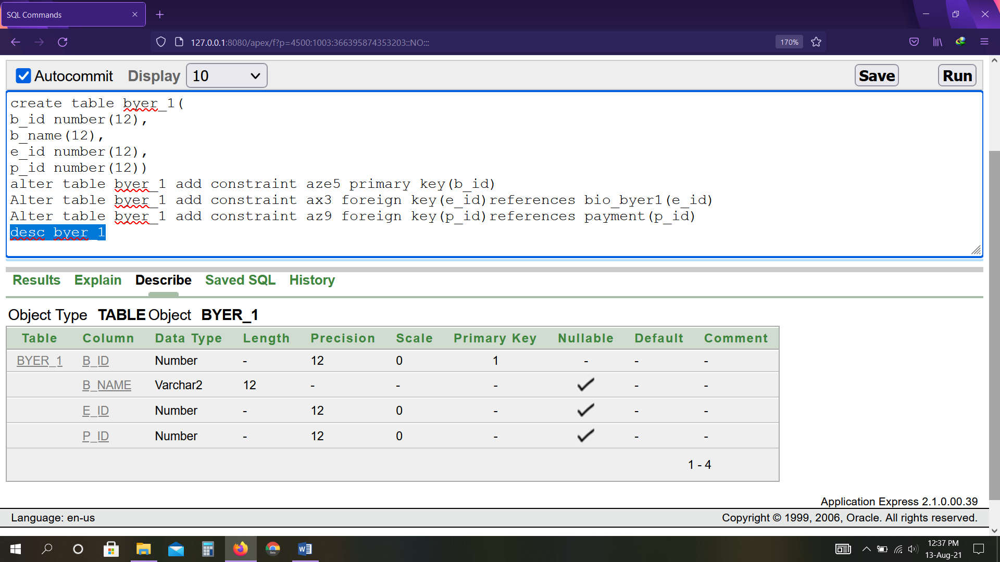 SQL Commands
127.0.0.1:8080/apex/f?p=4500:1003:366395874353203::NO:::
170%
Autocommit Display 10 Save Run
create table byer_1(
b_id number(12),
b_name(12),
e_id number(12),
p_id number(12))
alter table byer_1 add constraint aze5 primary key(b_id)
Alter table byer_1 add constraint ax3 foreign key(e_id)references bio_byer1(e_id)
Alter table byer_1 add constraint az9 foreign key(p_id)references payment(p_id)
desc byer_1
Results Explain Describe Saved SQL History
Object Type TABLE Object BYER_1
Table Column Data Type Length Precision Scale Primary Key Nullable Default Comment
BYER_1 B_ID Number - 12 0 1 - - -
B_NAME Varchar2 12 - - - - -
E_ID Number - 12 0 - - -
P_ID Number - 12 0 - - -
1 - 4
Application Express 2.1.0.00.39
Language: en-us Copyright © 1999, 2006, Oracle. All rights reserved.
12:37 PM
13-Aug-21